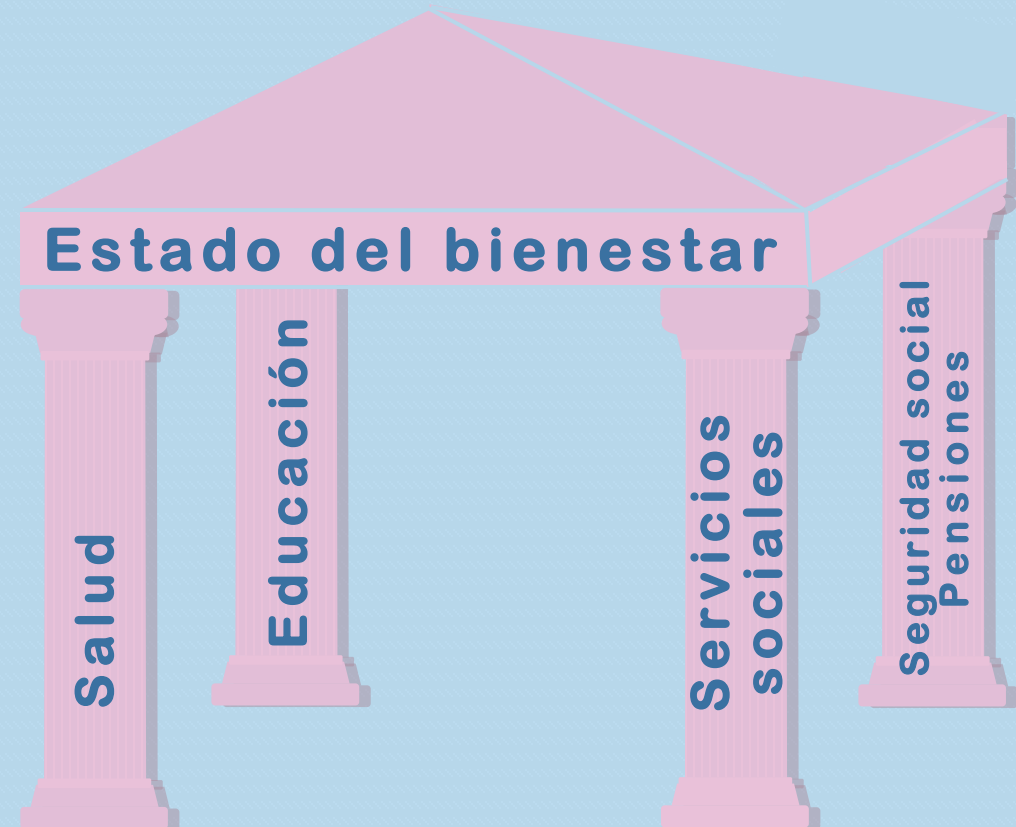 Estado del bienestar
Salud
Educación
Servicios
sociales
Seguridad social
Pensiones